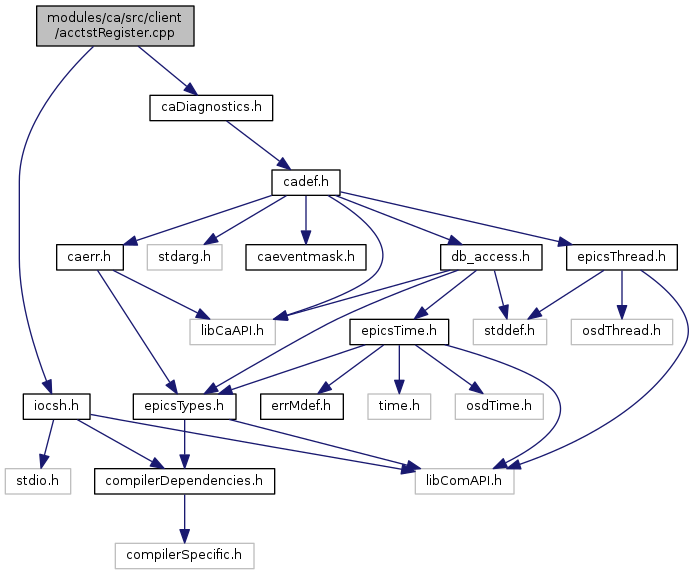 modules/ca/src/client
/acctstRegister.cpp
caDiagnostics.h
cadef.h
caerr.h
stdarg.h
caeventmask.h
db_access.h
epicsThread.h
libCaAPI.h
epicsTime.h
stddef.h
osdThread.h
iocsh.h
epicsTypes.h
errMdef.h
time.h
osdTime.h
stdio.h
compilerDependencies.h
libComAPI.h
compilerSpecific.h